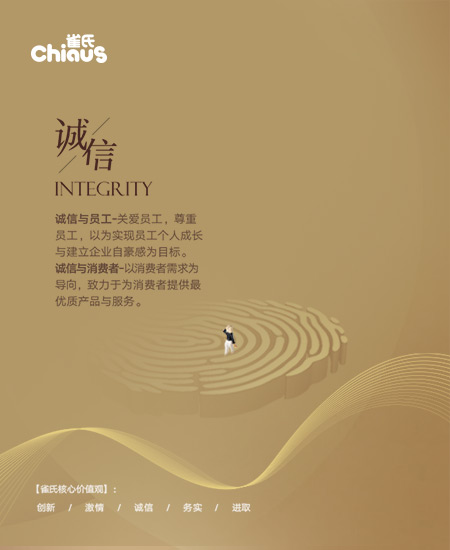 雀氏
Chiaus
诚信
INTEGRITY
诚信与员工-关爱员工，尊重
员工，以为实现员工个人成长
与建立企业自豪感为目标。
诚信与消费者-以消费者需求为
导向，致力于为消费者提供最
优质产品与服务。
【雀氏核心价值观】：
创新 / 激情 / 诚信 / 务实 / 进取